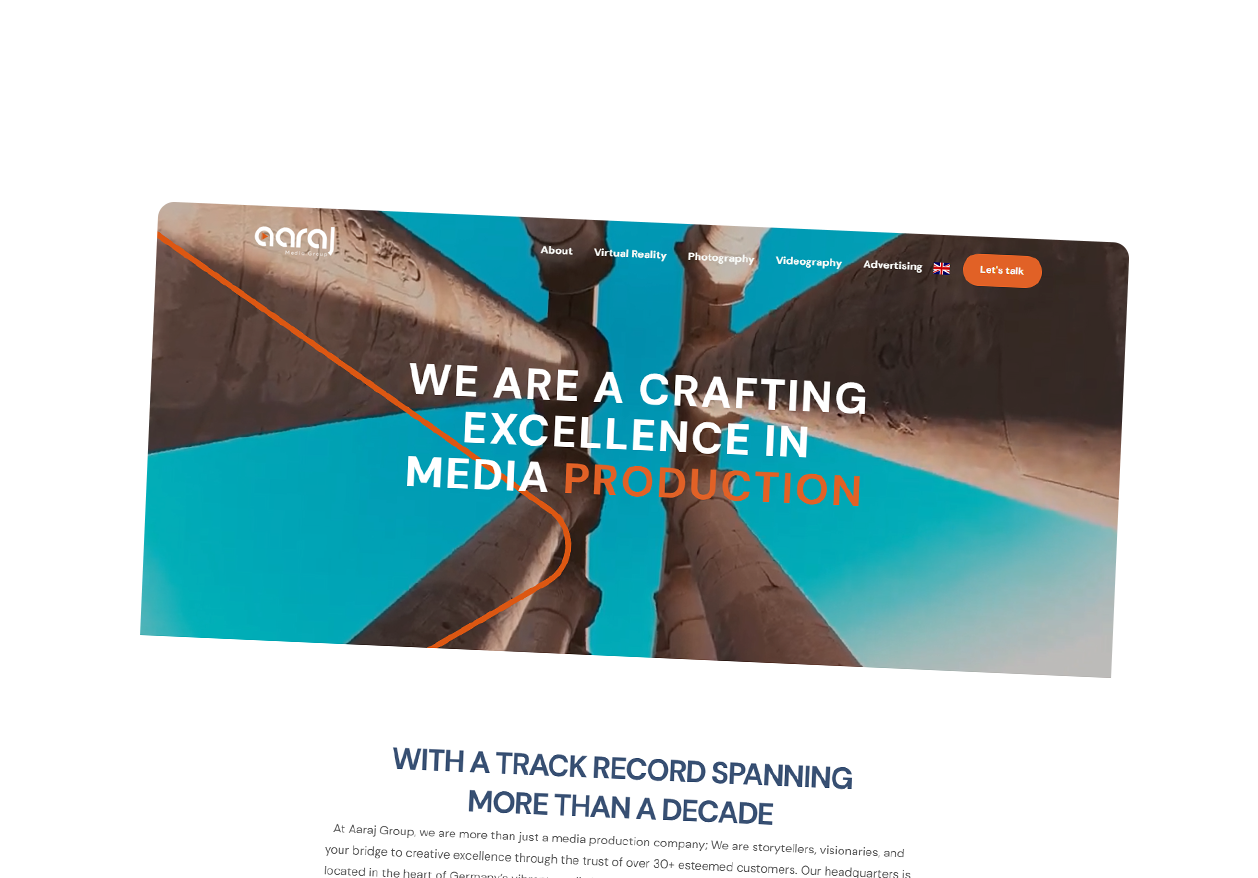 aaraj
Media Group
About Virtual Reality Photography Videography Advertising Let's talk
WE ARE A CRAFTING
EXCELLENCE IN
MEDIA PRODUCTION
WITH A TRACK RECORD SPANNING
MORE THAN A DECADE
At Aaraj Group, we are more than just a media production company; We are storytellers, visionaries, and
your bridge to creative excellence through the trust of over 30+ esteemed customers. Our headquarters is
located in the heart of Germany's